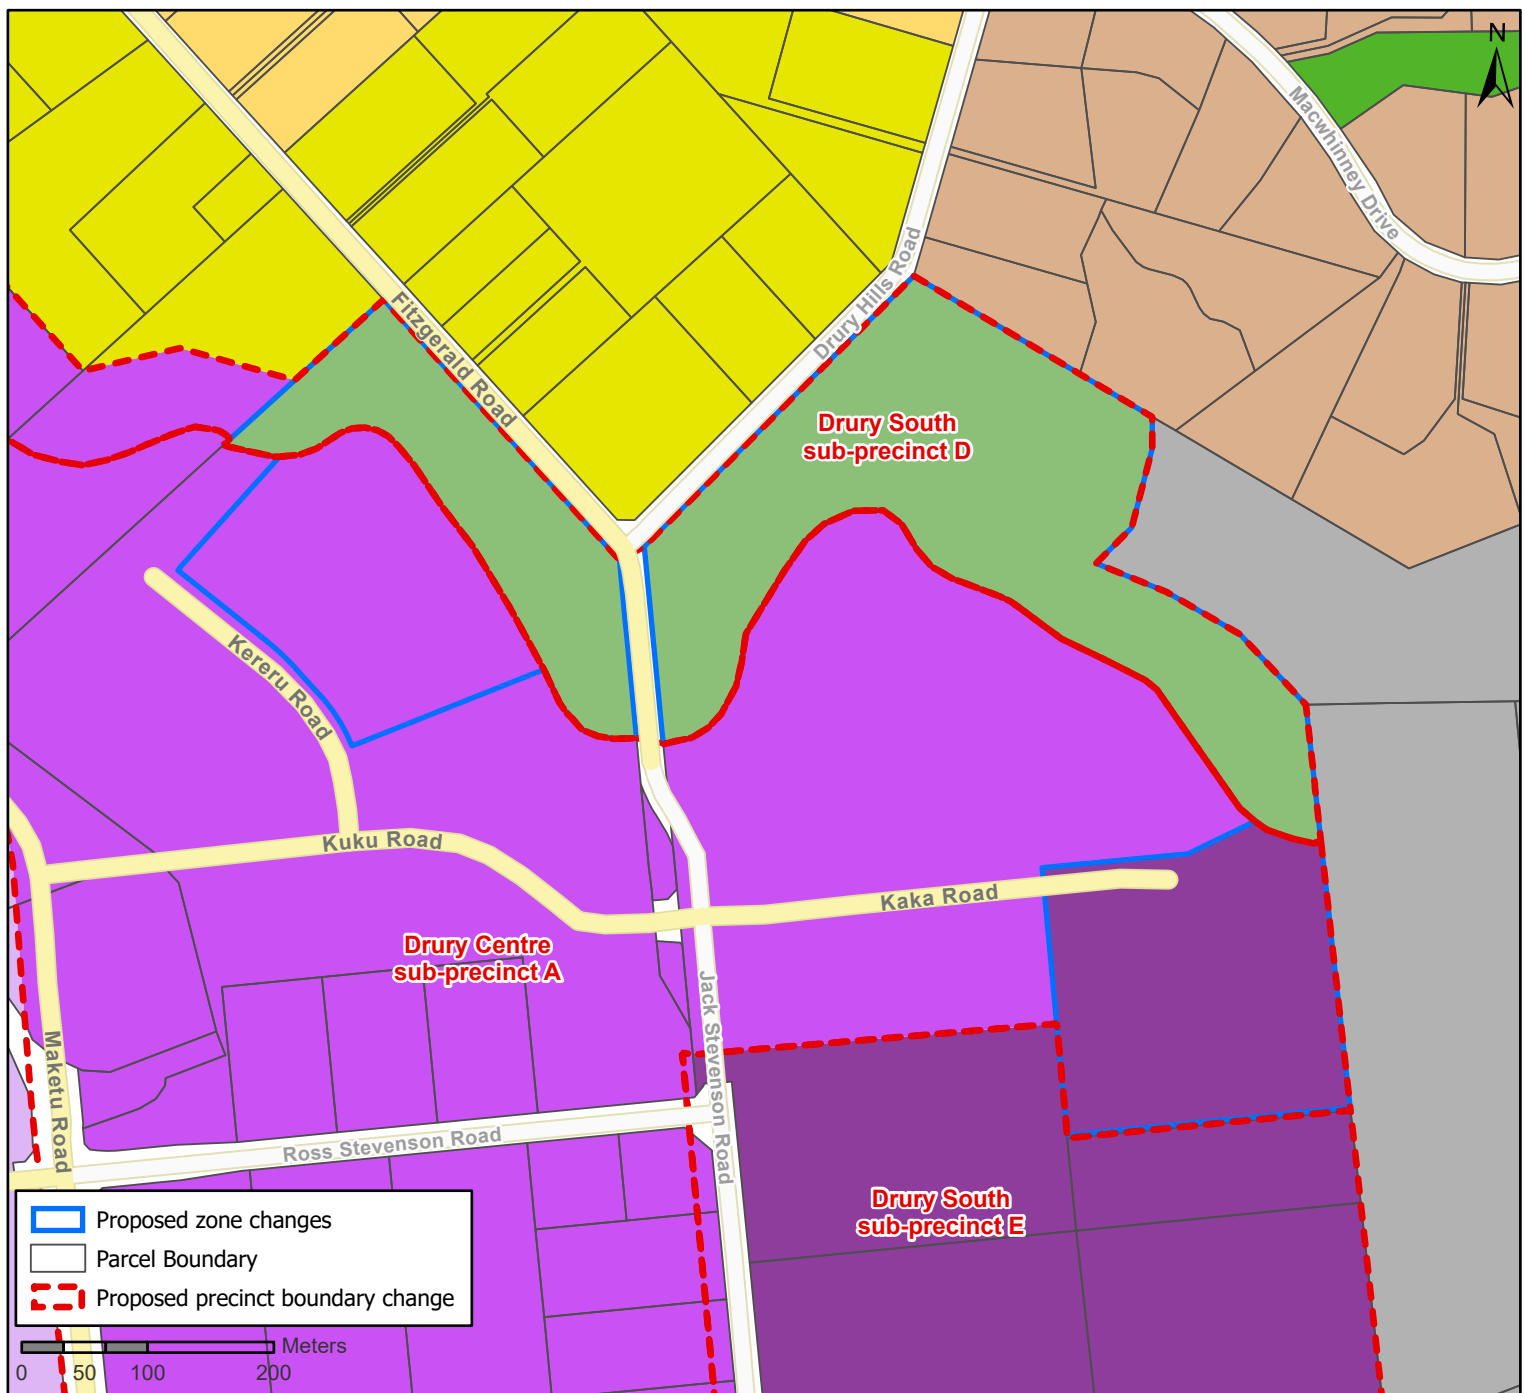 N
Macwhinney Drive
Fitzgerald Road
Drury Hills Road
Drury South
sub-precinct D
Kereru Road
Kuku Road
Kaka Road
Drury Centre
sub-precinct A
Jack Stevenson Road
Maketu Road
Ross Stevenson Road
Drury South
sub-precinct E
Proposed zone changes
Parcel Boundary
Proposed precinct boundary change
Meters
0 50 100 200